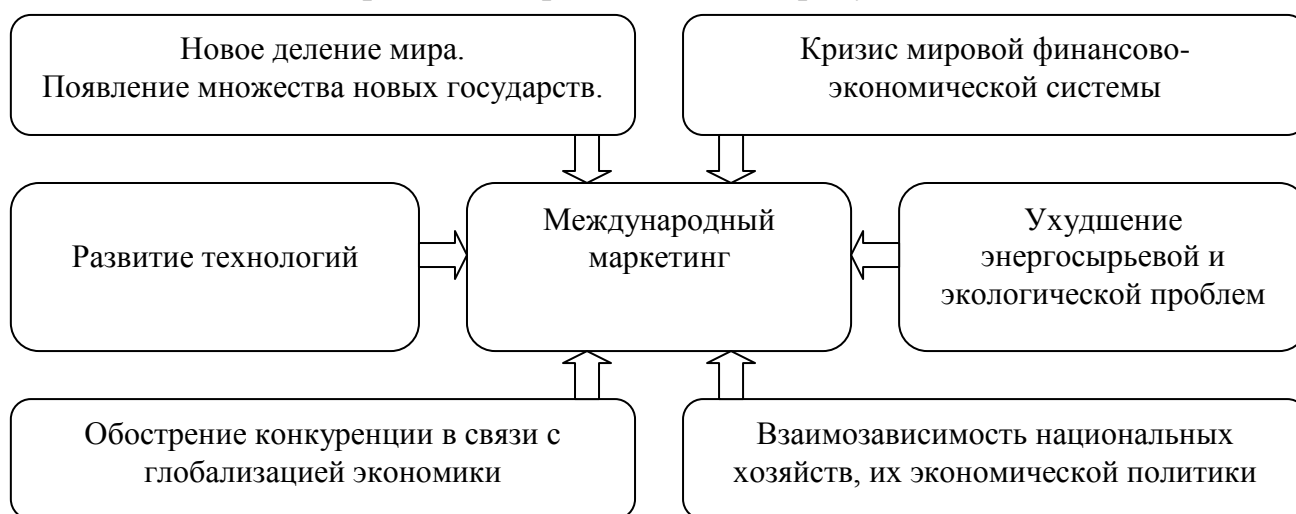 Новое деление мира.
Появление множества новых государств.
Кризис мировой финансово-
экономической системы
Развитие технологий
Международный
маркетинг
Ухудшение
энергосырьевой и
экологической проблем
Обострение конкуренции в связи с
глобализацией экономики
Взаимозависимость национальных
хозяйств, их экономической политики